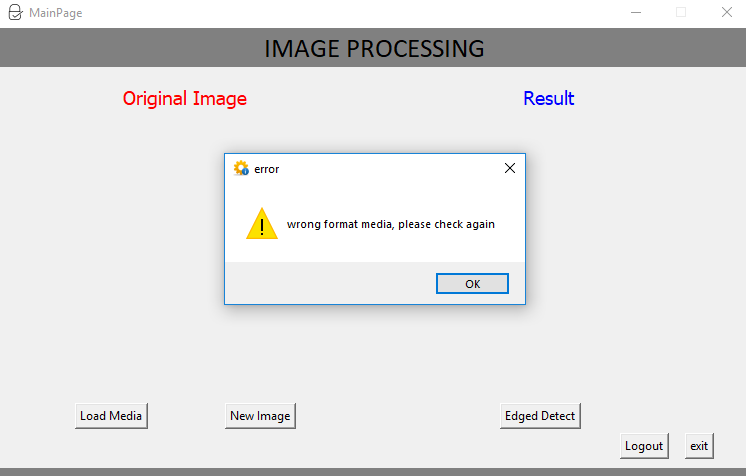 MainPage
IMAGE PROCESSING
Original Image
Result
error
wrong format media, please check again
OK
Load Media
New Image
Edged Detect
Logout
exit